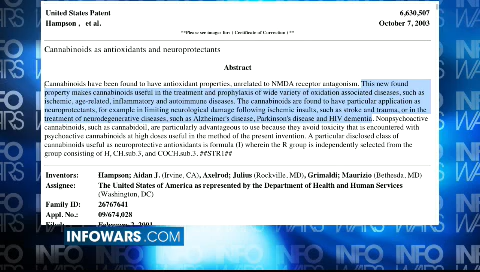 United States Patent 6,630,507
Hampson , et al. October 7, 2003
**Please see images for: ( Certificate of Correction ) **
Cannabinoids as antioxidants and neuroprotectants
Abstract
Cannabinoids have been found to have antioxidant properties, unrelated to NMDA receptor antagonism. This new found
property makes cannabinoids useful in the treatment and prophylaxis of wide variety of oxidation associated diseases, such as
ischemic, age-related, inflammatory and autoimmune diseases. The cannabinoids are found to have particular application as
neuroprotectants, for example in limiting neurological damage following ischemic insults, such as stroke and trauma, or in the
treatment of neurodegenerative diseases, such as Alzheimer's disease, Parkinson's disease and HIV dementia. Nonpsychoactive
cannabinoids, such as cannabidoil, are particularly advantageous to use because they avoid toxicity that is encountered with
psychoactive cannabinoids at high doses useful in the method of the present invention. A particular disclosed class of
cannabinoids useful as neuroprotective antioxidants is formula (I) wherein the R group is independently selected from the
group consisting of H, CH.sub.3, and COCH.sub.3. ##STR1##
Inventors: Hampson; Aidan J. (Irvine, CA), Axelrod; Julius (Rockville, MD), Grimaldi; Maurizio (Bethesda, MD)
Assignee: The United States of America as represented by the Department of Health and Human Services
(Washington, DC)
Family ID: 26767641
Appl. No.: 09/674,028
Filed: February 2, 2001
INFOWARS.COM
INFO WARS